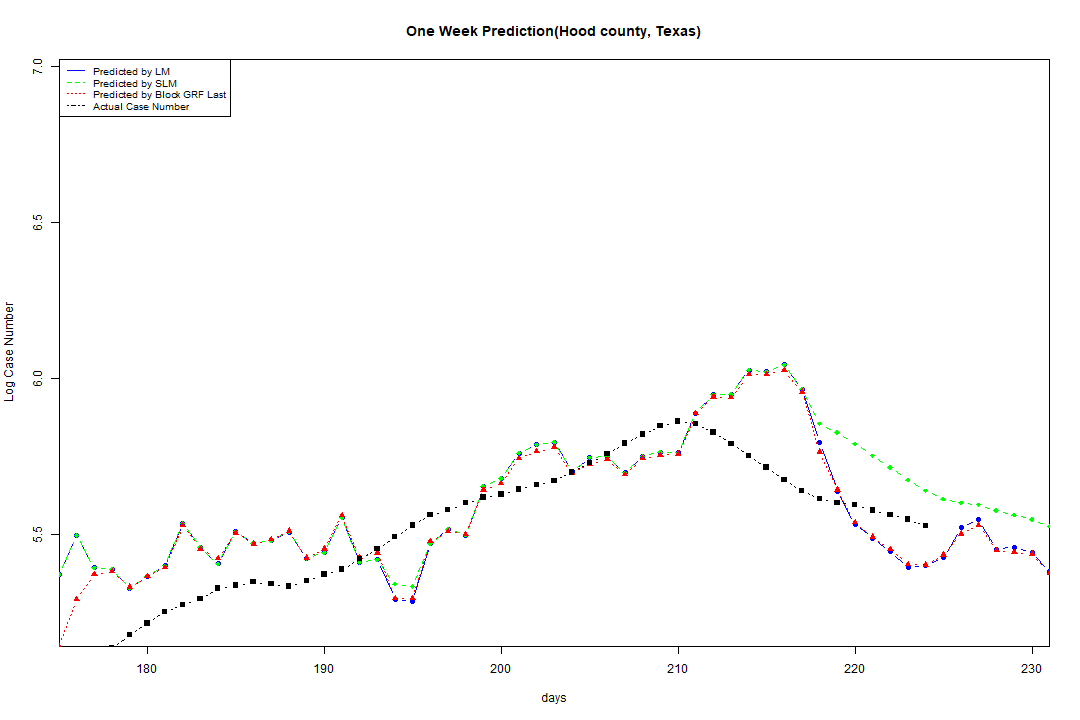 One Week Prediction(Hood county, Texas)
Predicted by LM
Predicted by SLM
Predicted by Block GRF Last
Actual Case Number
7.0
6.5
6.0
5.5
Log Case Number
180 190 200 210 220 230
days